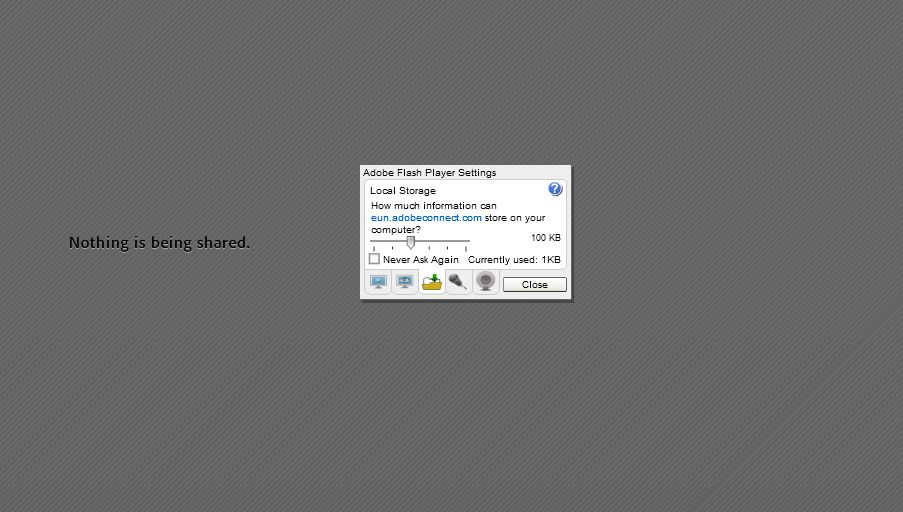 Adobe Flash Player Settings
Local Storage
?
How much information can
eun.adobeconnect.com store on your
computer?
Nothing is being shared.
100 KB
Never Ask Again Currently used: 1KB
Close